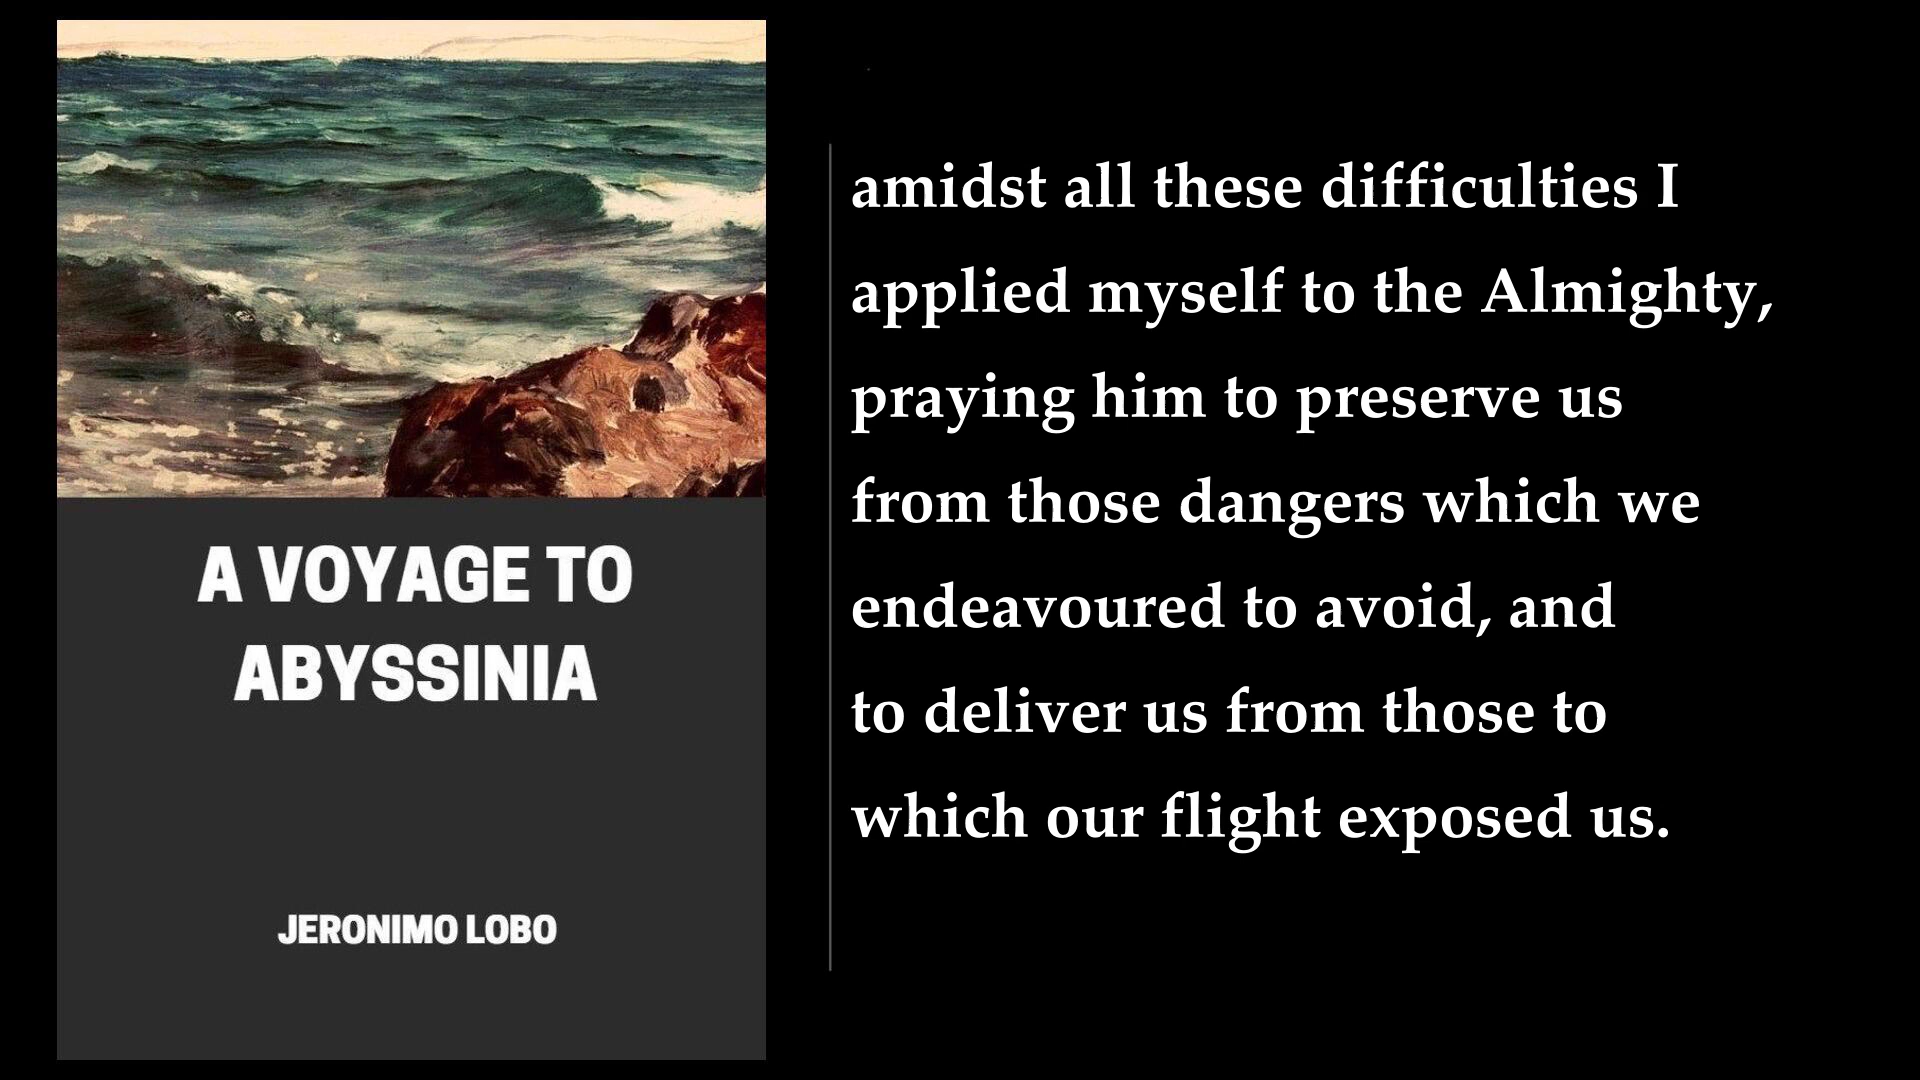 A VOYAGE TO
ABYSSINIA
JERONIMO LOBO
amidst all these difficulties I
applied myself to the Almighty,
praying him to preserve us
from those dangers which we
endeavoured to avoid, and
to deliver us from those to
which our flight exposed us.